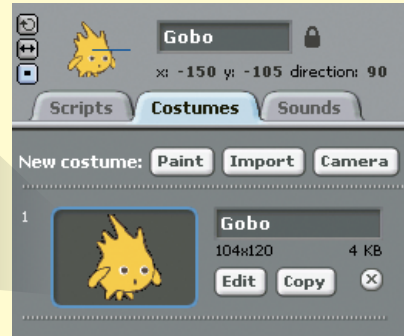 Gobo
x: -150 y: -105 direction: 90
Scripts Costumes Sounds
New costume: Paint Import Camera
1
Gobo
104x120 4 KB
Edit Copy